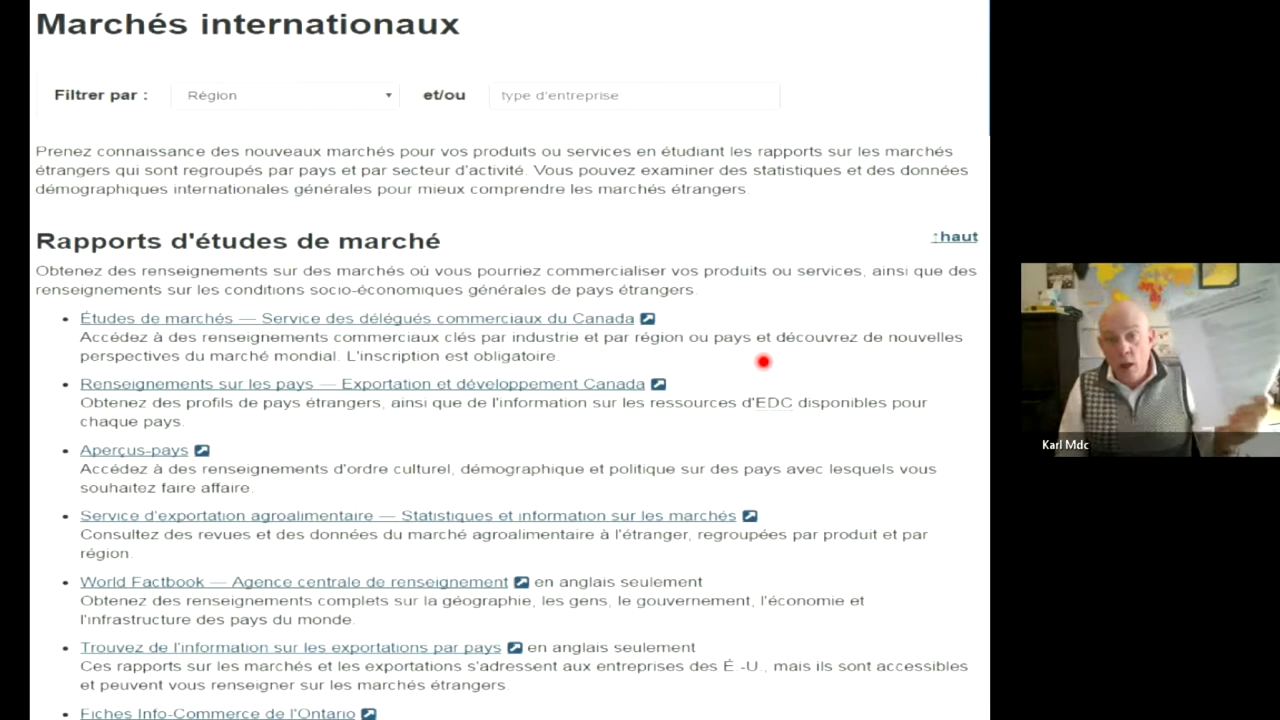 Marchés internationaux
Filtrer par :
Région
et/ou
type d'entreprise
Prenez connaissance des nouveaux marchés pour vos produits ou services en étudiant les rapports sur les marchés
étrangers qui sont regroupés par pays et par secteur d'activité. Vous pouvez examiner des statistiques et des données
démographiques internationales générales pour mieux comprendre les marchés étrangers.
Rapports d'études de marché
↑haut
Obtenez des renseignements sur des marchés où vous pourriez commercialiser vos produits ou services, ainsi que des
renseignements sur les conditions socio-économiques générales de pays étrangers.
• Études de marchés — Service des délégués commerciaux du Canada
Accédez à des renseignements commerciaux clés par industrie et par région ou pays et découvrez de nouvelles
perspectives du marché mondial. L'inscription est obligatoire.
• Renseignements sur les pays — Exportation et développement Canada
Obtenez des profils de pays étrangers, ainsi que de l'information sur les ressources d'EDC disponibles pour
chaque pays.
• Aperçus-pays
Accédez à des renseignements d'ordre culturel, démographique et politique sur des pays avec lesquels vous
souhaitez faire affaire.
• Service d'exportation agroalimentaire — Statistiques et information sur les marchés
Consultez des revues et des données du marché agroalimentaire à l'étranger, regroupées par produit et par
région.
• World Factbook — Agence centrale de renseignement en anglais seulement
Obtenez des renseignements complets sur la géographie, les gens, le gouvernement, l'économie et
l'infrastructure des pays du monde.
• Trouvez de l'information sur les exportations par pays en anglais seulement
Ces rapports sur les marchés et les exportations s'adressent aux entreprises des É.-U., mais ils sont accessibles
et peuvent vous renseigner sur les marchés étrangers.
• Fiches Info-Commerce de l'Ontario
Karl Mdc